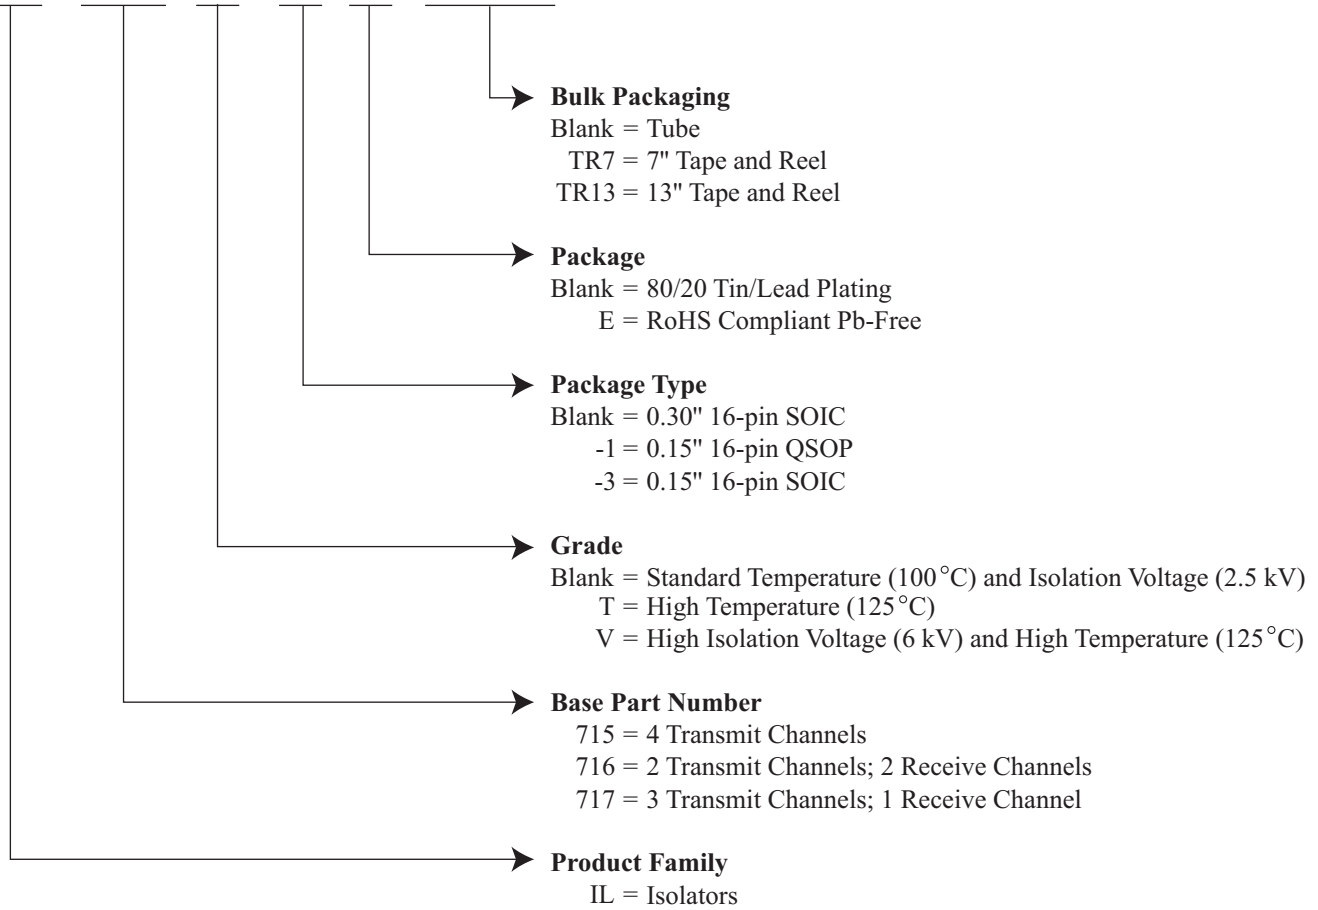 Bulk Packaging
Blank = Tube
TR7 = 7" Tape and Reel
TR13 = 13" Tape and Reel
Package
Blank = 80/20 Tin/Lead Plating
E = RoHS Compliant Pb-Free
Package Type
Blank = 0.30" 16-pin SOIC
-1 = 0.15" 16-pin QSOP
-3 = 0.15" 16-pin SOIC
Grade
Blank = Standard Temperature (100°C) and Isolation Voltage (2.5 kV)
T = High Temperature (125°C)
V = High Isolation Voltage (6 kV) and High Temperature (125°C)
Base Part Number
715 = 4 Transmit Channels
716 = 2 Transmit Channels; 2 Receive Channels
717 = 3 Transmit Channels; 1 Receive Channel
Product Family
IL = Isolators